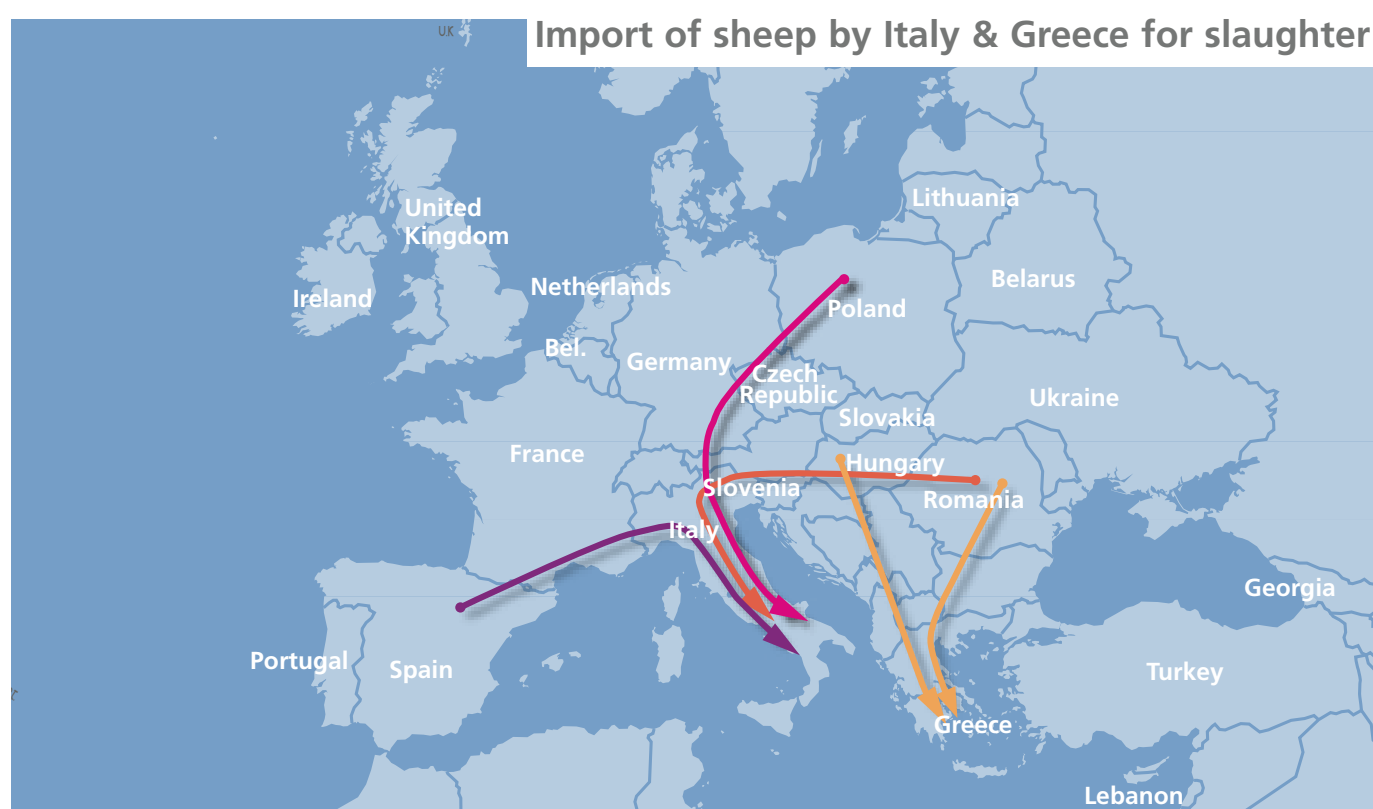 U.K
Import of sheep by Italy & Greece for slaughter
Lithuania
United
Kingdom
Belarus
Netherlands
Ireland
Poland
Bel.
Germany
Czech
Republic
Ukraine
Slovakia
France
Hungary
Slovenia
Romania
Italy
Georgia
Portugal
Spain
Turkey
Greece
Lebanon